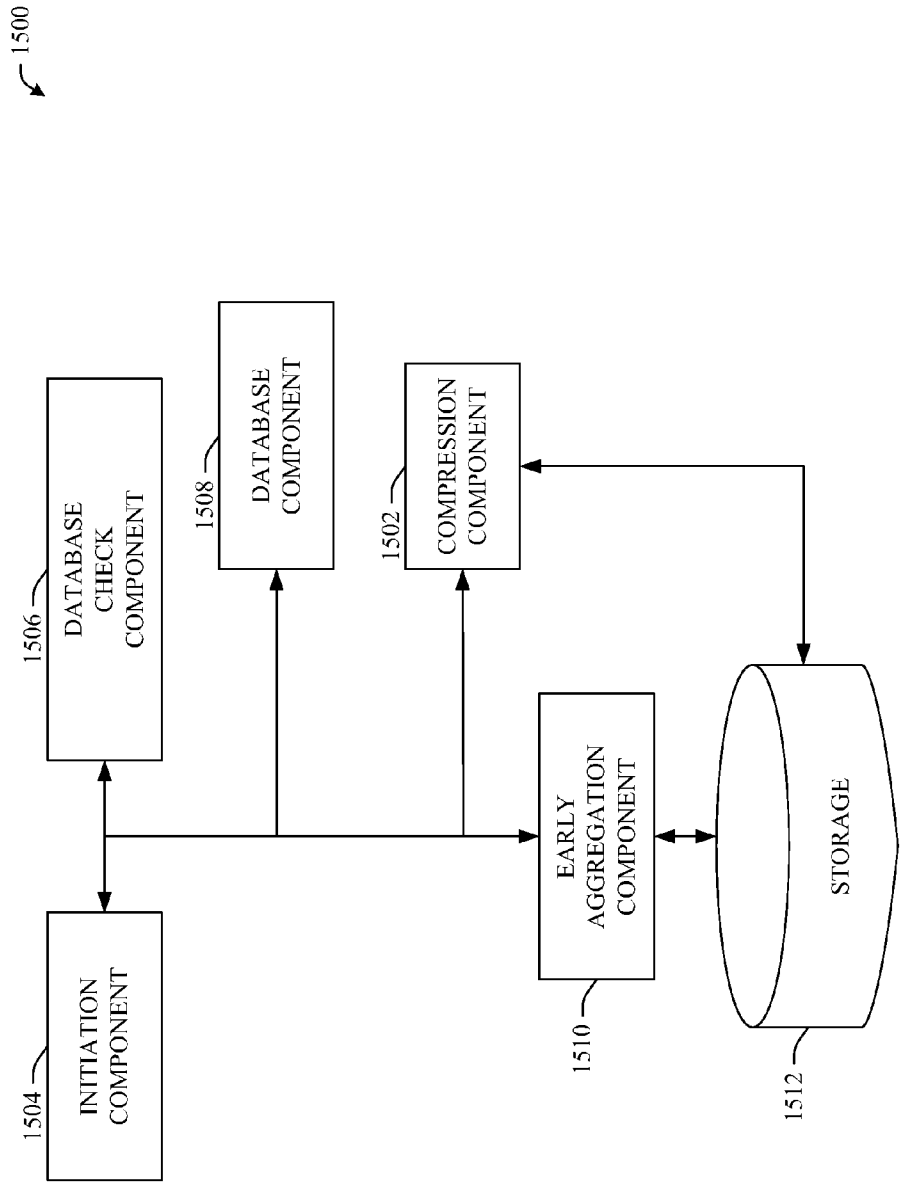 1500
1504
INITIATION
COMPONENT
1506
DATABASE
CHECK
COMPONENT
1508
DATABASE
COMPONENT
1502
COMPRESSION
COMPONENT
1510
EARLY
AGGREGATION
COMPONENT
1512
STORAGE